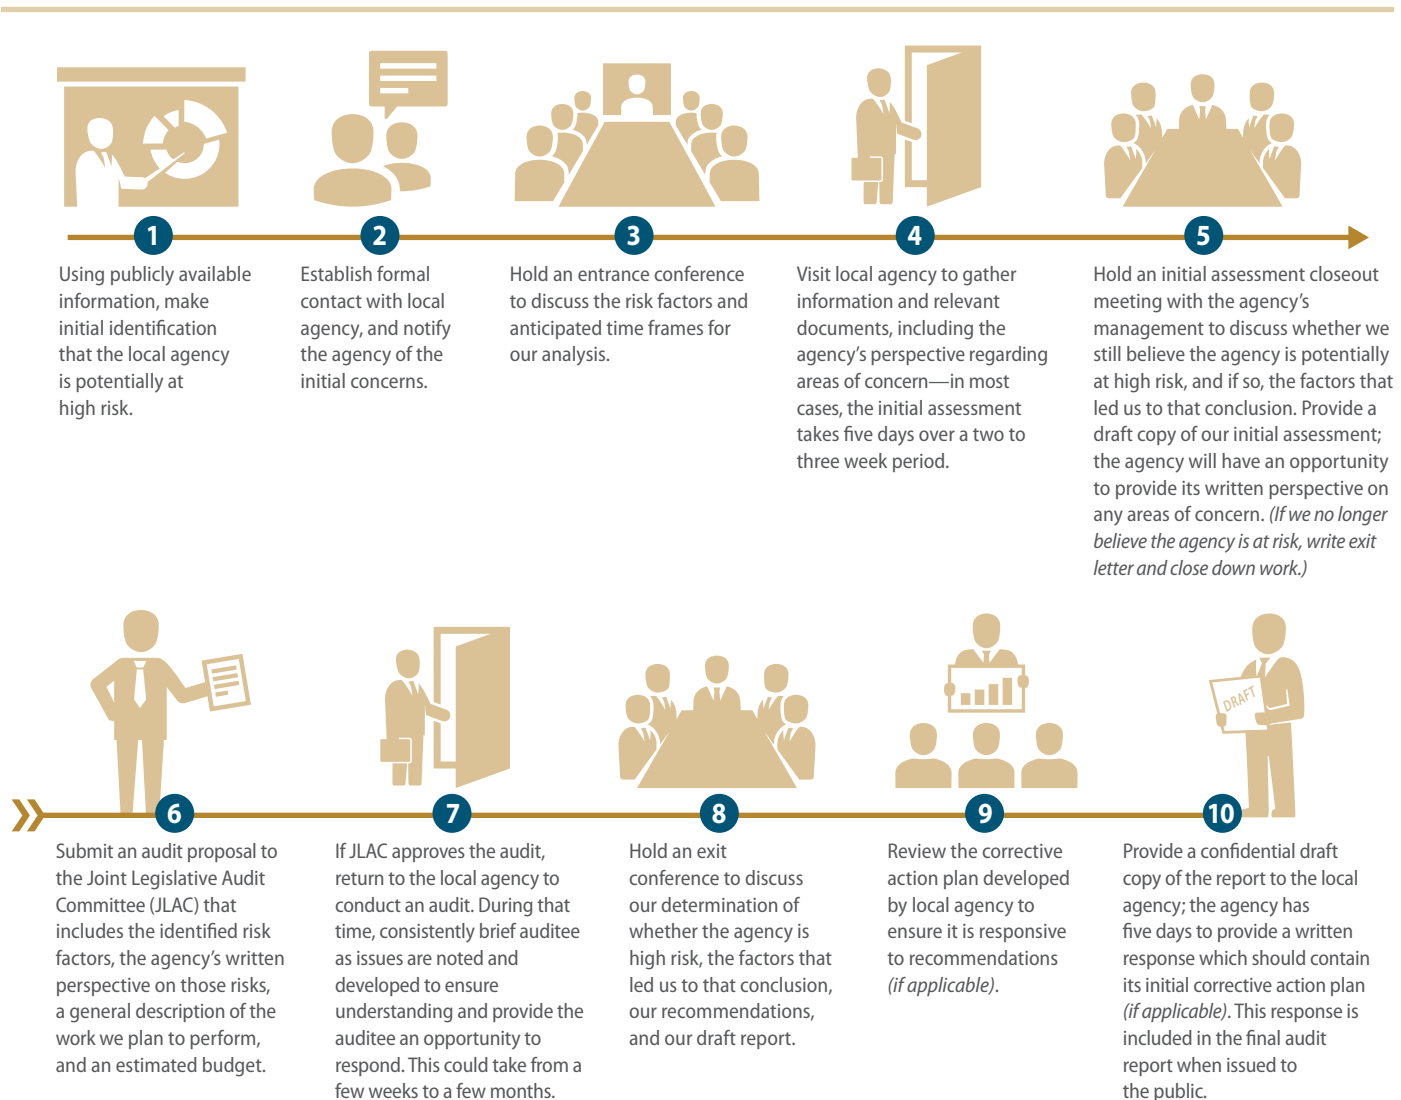 1
Using publicly available
information, make
initial identification
that the local agency
is potentially at
high risk.
2
Establish formal
contact with local
agency, and notify
the agency of the
initial concerns.
3
Hold an entrance conference
to discuss the risk factors and
anticipated time frames for
our analysis.
4
Visit local agency to gather
information and relevant
documents, including the
agency’s perspective regarding
areas of concern—in most
cases, the initial assessment
takes five days over a two to
three week period.
5
Hold an initial assessment closeout
meeting with the agency’s
management to discuss whether we
still believe the agency is potentially
at high risk, and if so, the factors that
led us to that conclusion. Provide a
draft copy of our initial assessment;
the agency will have an opportunity
to provide its written perspective on
any areas of concern. (If we no longer
believe the agency is at risk, write exit
letter and close down work.)
6
Submit an audit proposal to
the Joint Legislative Audit
Committee (JLAC) that
includes the identified risk
factors, the agency’s written
perspective on those risks,
a general description of the
work we plan to perform,
and an estimated budget.
7
If JLAC approves the audit,
return to the local agency to
conduct an audit. During that
time, consistently brief auditee
as issues are noted and
developed to ensure
understanding and provide the
auditee an opportunity to
respond. This could take from a
few weeks to a few months.
8
Hold an exit
conference to discuss
our determination of
whether the agency is
high risk, the factors that
led us to that conclusion,
our recommendations,
and our draft report.
9
Review the corrective
action plan developed
by local agency to
ensure it is responsive
to recommendations
(if applicable).
DRAFT
10
Provide a confidential draft
copy of the report to the local
agency; the agency has
five days to provide a written
response which should contain
its initial corrective action plan
(if applicable). This response is
included in the final audit
report when issued to
the public.